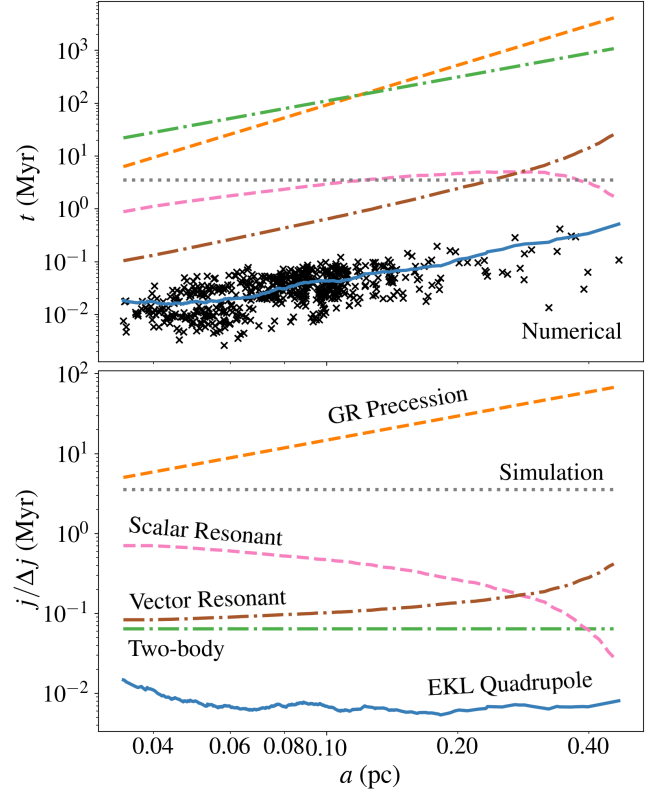 10³
10²
10¹
10⁰
10⁻¹
10⁻²
t (Myr)
Numerical
10²
10¹
10⁰
10⁻¹
10⁻²
j/Δj (Myr)
GR Precession
Simulation
Scalar Resonant
Vector Resonant
Two-body
EKL Quadrupole
0.04 0.06 0.08 0.10 0.20 0.40
a (pc)